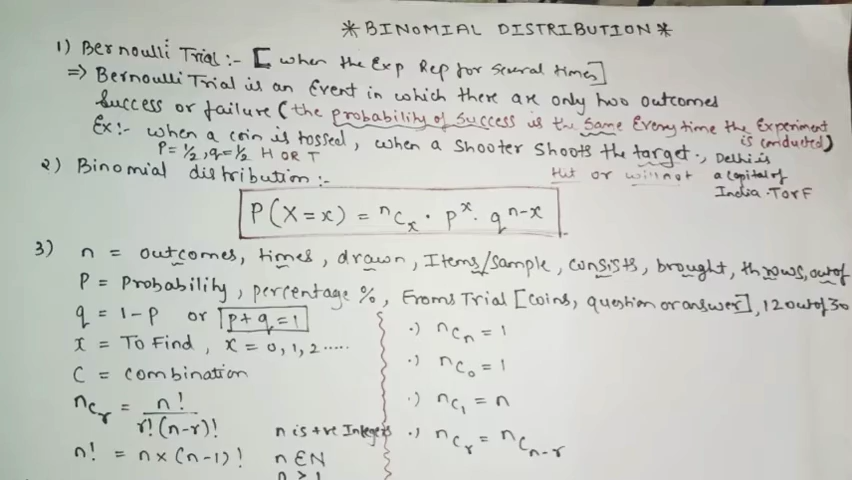 * BINOMIAL DISTRIBUTION *
1) Bernoulli Trial :- [ when the Exp Rep for several times]
=> Bernoulli Trial is an Event in which there are only two outcomes
Success or failure ( the probability of success is the same Every time the Experiment is conducted)
Ex:- when a coin is tossed, when a shooter shoots the target., Delhi is a capital of India. T or F
P= 1/2, q= 1/2 H OR T
Hit or will not
2) Binomial distribution :-
P(X=x) = ⁿCₓ · pˣ · qⁿ⁻ˣ
3) n = outcomes, times, drawn, Items/Sample, consists, brought, throws, out of
P = Probability, percentage %, Froms Trial [coins, question or answer], 12 out of 30
q = 1-p or p+q=1
x = To Find, x = 0,1,2.....
C = combination
nCr = n! / r!(n-r)!
n! = n×(n-1)!
n is +ve Integers
n ∈ N
n > 1
·) nCn = 1
·) nC0 = 1
·) nC1 = n
·) nCr = nCn-r